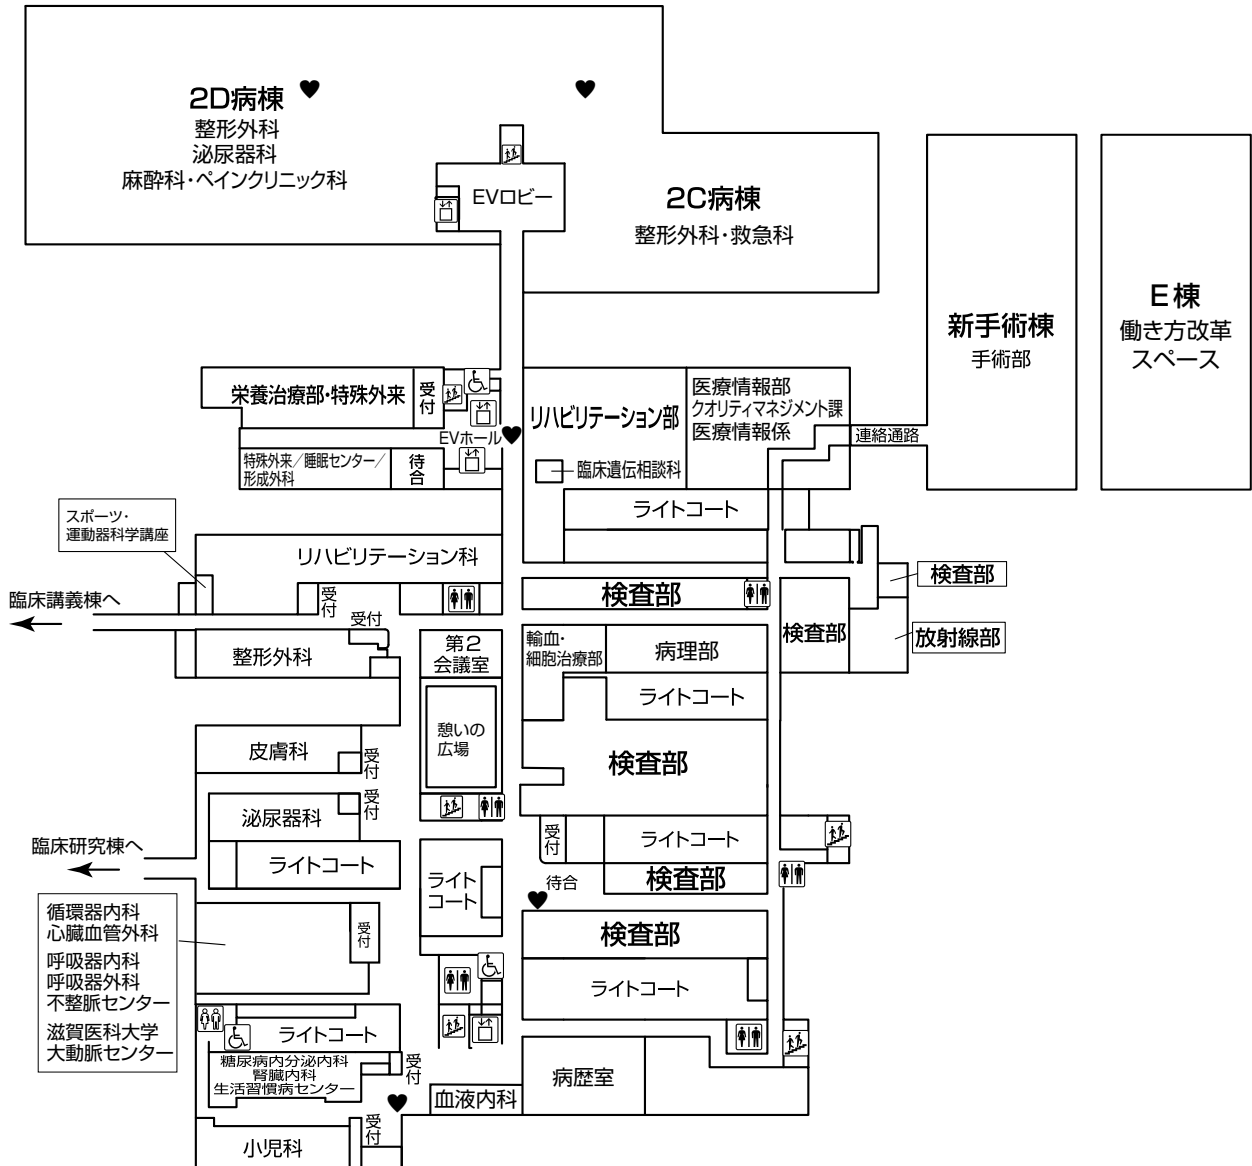 2D病棟
整形外科
泌尿器科
麻酔科・ペインクリニック科
EVロビー
2C病棟
整形外科・救急科
新手術棟
手術部
E棟
働き方改革
スペース
栄養治療部・特殊外来
受付
EVホール
特殊外来／睡眠センター／
形成外科
待合
リハビリテーション部
臨床遺伝相談科
医療情報部
クオリティマネジメント課
医療情報係
連絡通路
ライトコート
スポーツ・
運動器科学講座
リハビリテーション科
受付
臨床講義棟へ
受付
整形外科
第2
会議室
検査部
検査部
検査部
放射線部
輸血・
細胞治療部
病理部
ライトコート
憩いの
広場
検査部
皮膚科
受付
泌尿器科
受付
ライトコート
臨床研究棟へ
受付
ライトコート
検査部
待合
ライト
コート
検査部
ライトコート
循環器内科
心臓血管外科
呼吸器内科
呼吸器外科
不整脈センター
滋賀医科大学
大動脈センター
受付
ライトコート
糖尿病内分泌内科
腎臓内科
生活習慣病センター
受付
血液内科
病歴室
小児科
受付